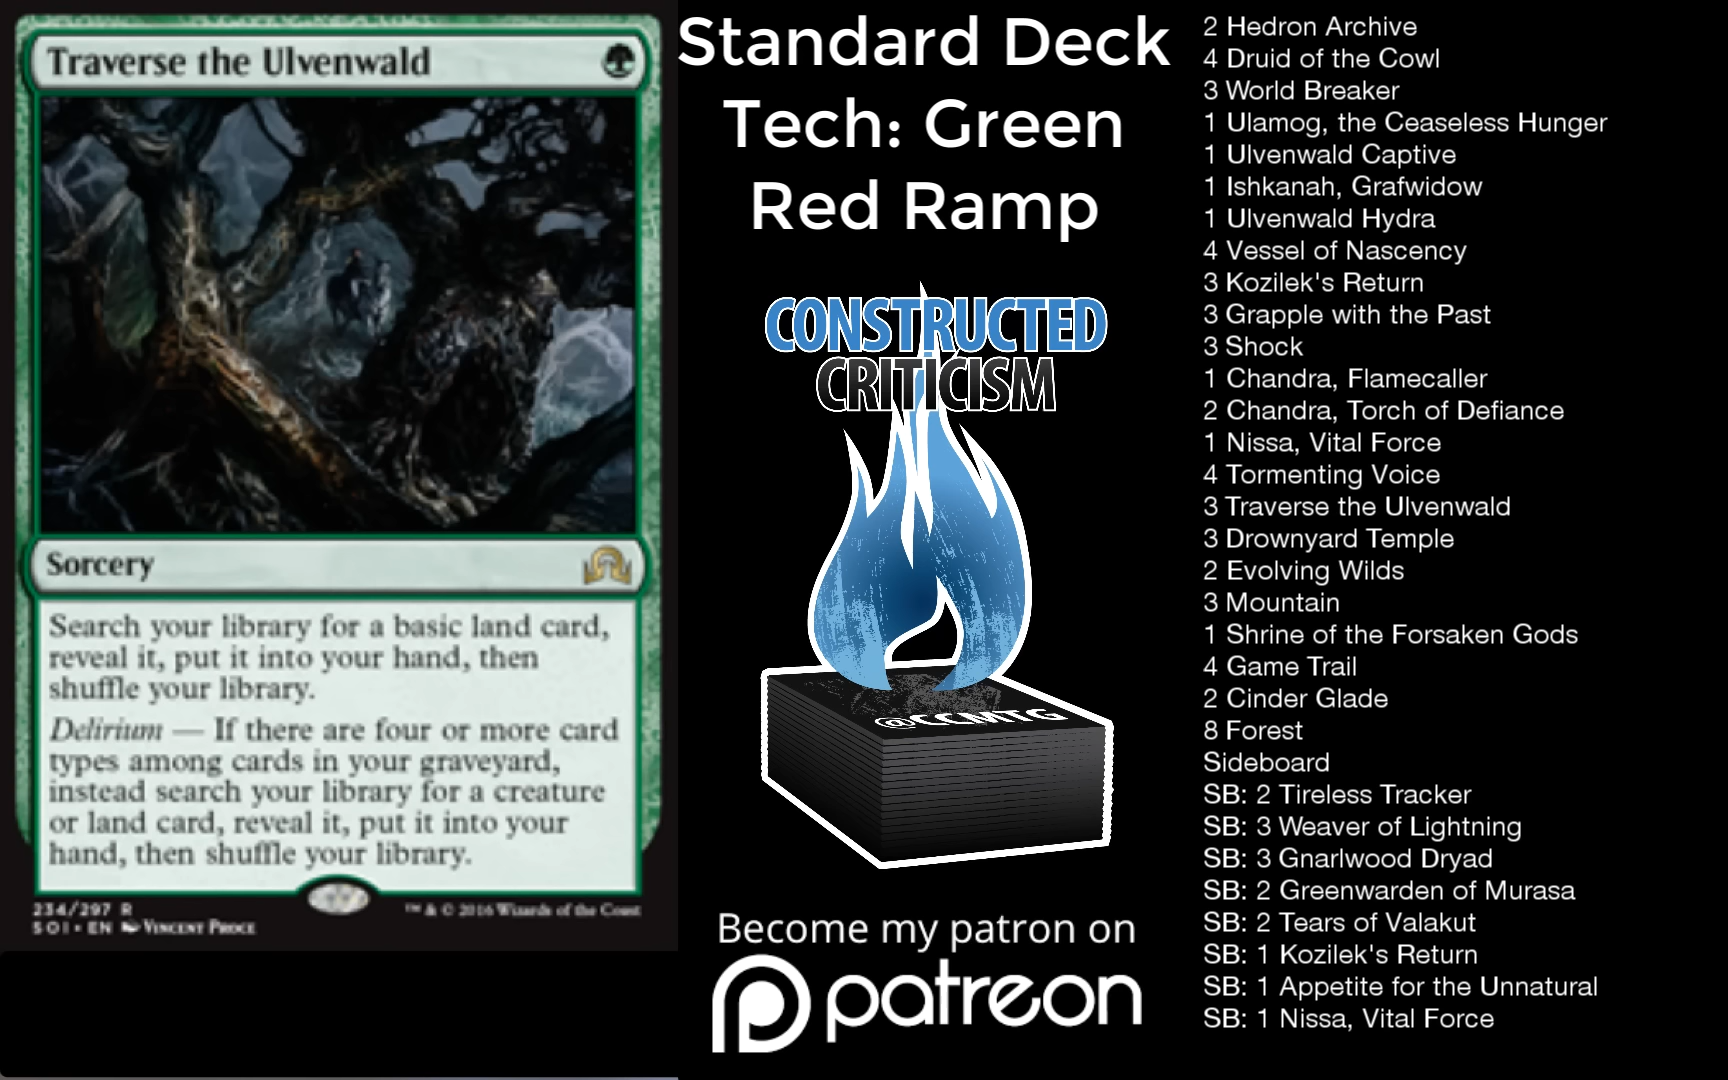 Traverse the Ulvenwald
Sorcery
Search your library for a basic land card,
reveal it, put it into your hand, then
shuffle your library.
Delirium — If there are four or more card
types among cards in your graveyard,
instead search your library for a creature
or land card, reveal it, put it into your
hand, then shuffle your library.
234/297 R
SOI • EN VINCENT PROCE
™ & © 2016 Wizards of the Coast
Standard Deck
Tech: Green
Red Ramp
CONSTRUCTED
CRITICISM
@CCMTG
Become my patron on
patreon
2 Hedron Archive
4 Druid of the Cowl
3 World Breaker
1 Ulamog, the Ceaseless Hunger
1 Ulvenwald Captive
1 Ishkanah, Grafwidow
1 Ulvenwald Hydra
4 Vessel of Nascency
3 Kozilek's Return
3 Grapple with the Past
3 Shock
1 Chandra, Flamecaller
2 Chandra, Torch of Defiance
1 Nissa, Vital Force
4 Tormenting Voice
3 Traverse the Ulvenwald
3 Drownyard Temple
2 Evolving Wilds
3 Mountain
1 Shrine of the Forsaken Gods
4 Game Trail
2 Cinder Glade
8 Forest
Sideboard
SB: 2 Tireless Tracker
SB: 3 Weaver of Lightning
SB: 3 Gnarlwood Dryad
SB: 2 Greenwarden of Murasa
SB: 2 Tears of Valakut
SB: 1 Kozilek's Return
SB: 1 Appetite for the Unnatural
SB: 1 Nissa, Vital Force